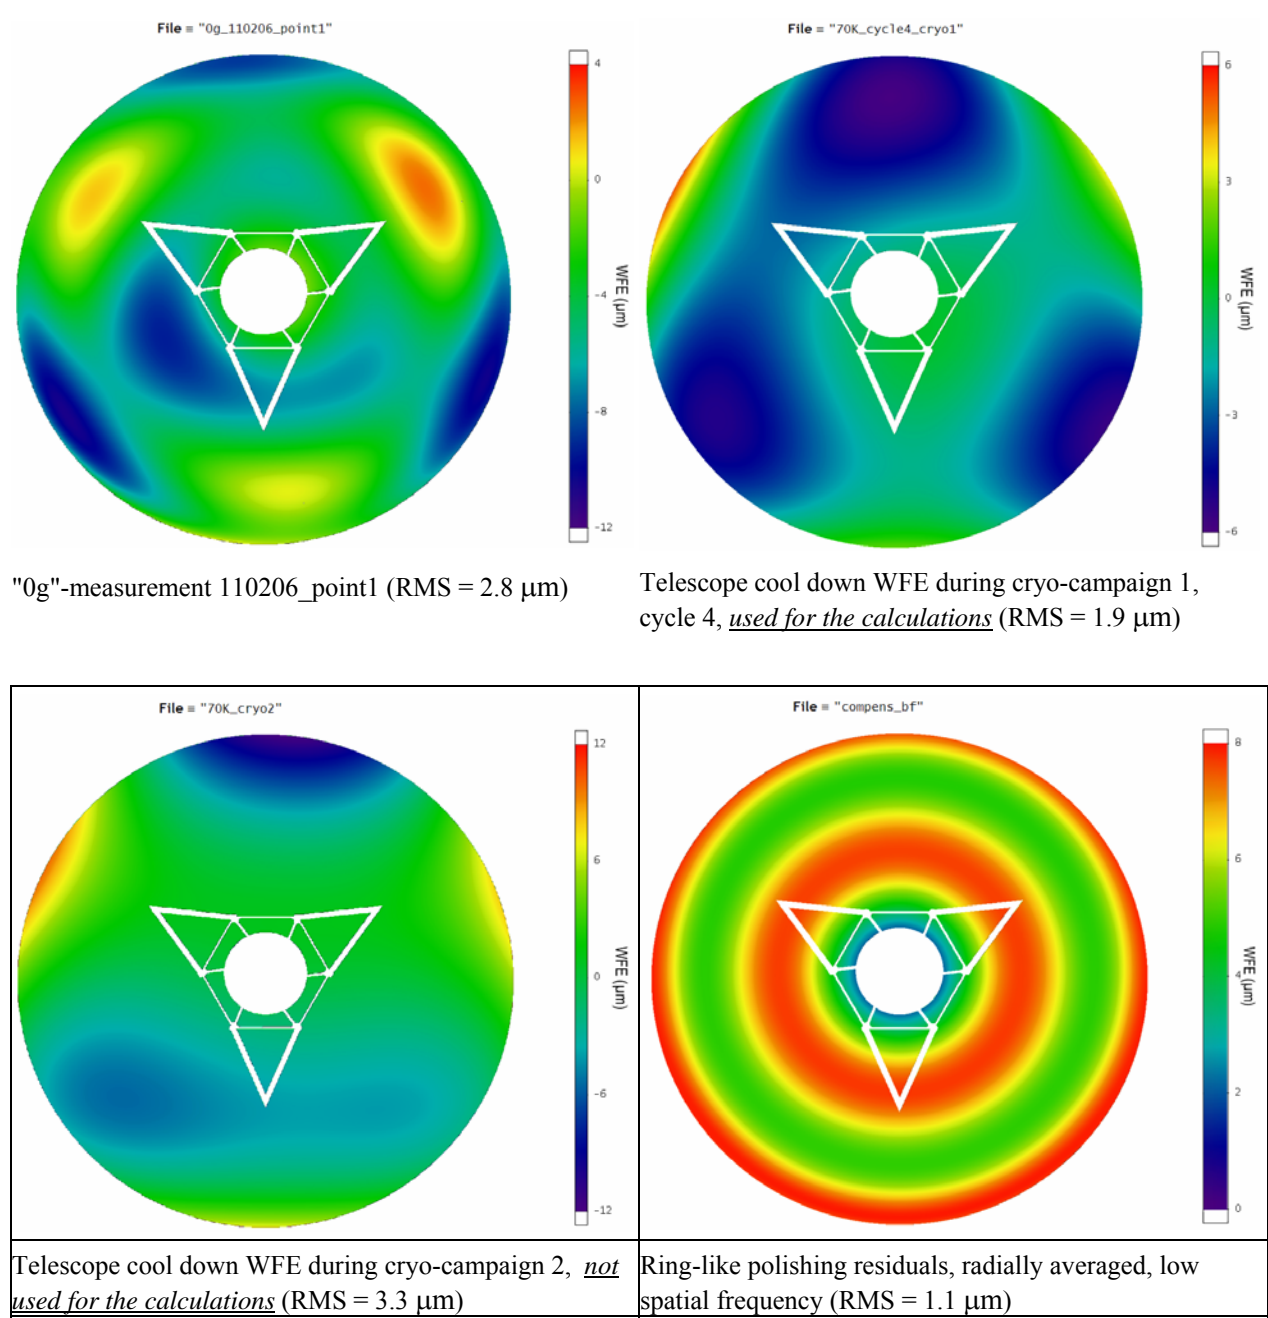 File = "0g_110206_point1"
4
0
-4
-8
-12
WFE (µm)
File = "70K_cycle4_cryo1"
6
3
0
-3
-6
WFE (µm)
"0g"-measurement 110206_point1 (RMS = 2.8 µm)
Telescope cool down WFE during cryo-campaign 1,
cycle 4, used for the calculations (RMS = 1.9 µm)
File = "70K_cryo2"
12
6
0
-6
-12
WFE (µm)
File = "compens_bf"
8
6
4
2
0
WFE (µm)
Telescope cool down WFE during cryo-campaign 2, not
used for the calculations (RMS = 3.3 µm)
Ring-like polishing residuals, radially averaged, low
spatial frequency (RMS = 1.1 µm)